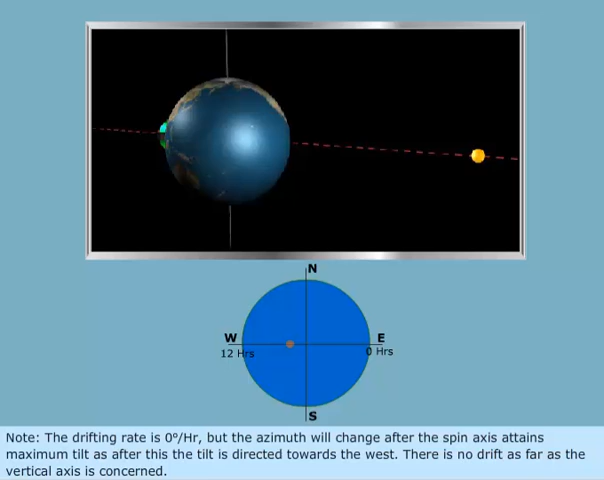 N
W
E
12 Hrs
0 Hrs
S
Note: The drifting rate is 0°/Hr, but the azimuth will change after the spin axis attains
maximum tilt as after this the tilt is directed towards the west. There is no drift as far as the
vertical axis is concerned.